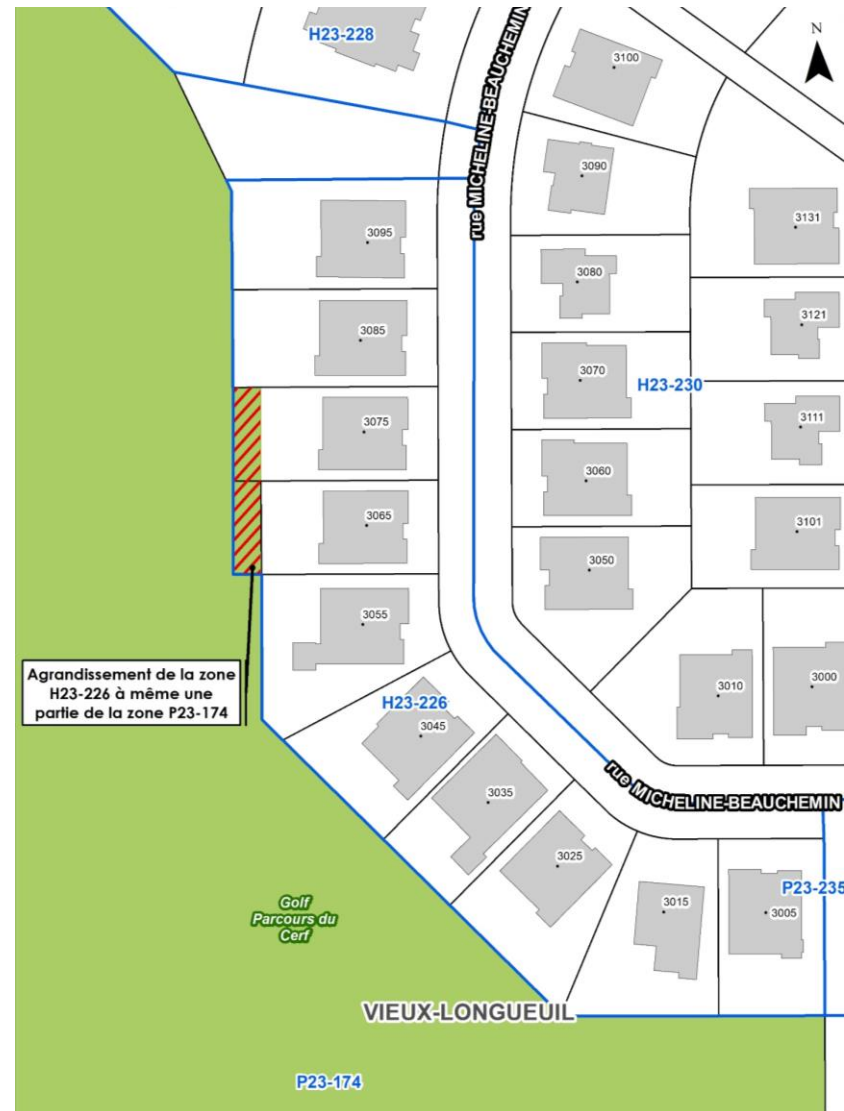 H23-228
rue MICHELINE-BEAUCHEMIN
N
3100
3090
3131
3095
3080
3121
3085
3070
H23-230
3111
3075
3060
3065
3101
3050
3055
Agrandissement de la zone
H23-226 à même une
partie de la zone P23-174
3010
3000
H23-226
3045
rue MICHELINE-BEAUCHEMIN
3035
3025
P23-235
3015
3005
Golf
Parcours du
Cerf
VIEUX-LONGUEUIL
P23-174